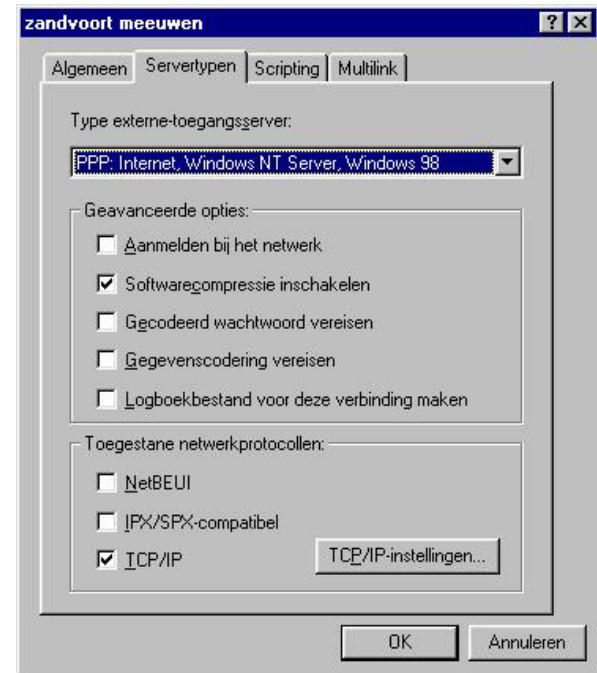 zandvoort meeuwen
Algemeen Servertypen Scripting Multilink
Type externe-toegangsserver:
PPP: Internet, Windows NT Server, Windows 98
Geavanceerde opties:
Aanmelden bij het netwerk
Softwarecompressie inschakelen
Gecodeerd wachtwoord vereisen
Gegevenscodering vereisen
Logboekbestand voor deze verbinding maken
Toegestane netwerkprotocollen:
NetBEUI
IPX/SPX-compatibel
TCP/IP TCP/IP-instellingen...
OK Annuleren